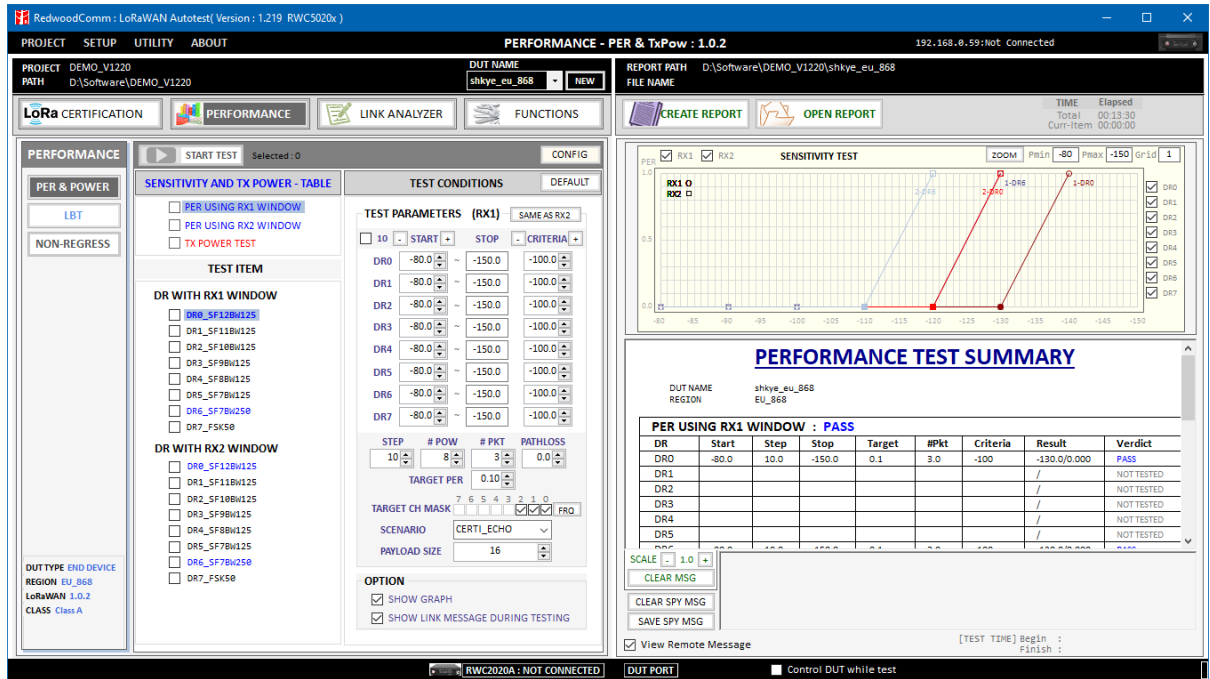 RedwoodComm : LoRaWAN Autotest( Version : 1.219 RWC5020x )
PROJECT SETUP UTILITY ABOUT
PERFORMANCE - PER & TxPow : 1.0.2
192.168.0.59:Not Connected
PROJECT DEMO_V1220
PATH D:\Software\DEMO_V1220
DUT NAME
shkye_eu_868
NEW
REPORT PATH D:\Software\DEMO_V1220\shkye_eu_868
FILE NAME
LoRa CERTIFICATION
PERFORMANCE
LINK ANALYZER
FUNCTIONS
CREATE REPORT
OPEN REPORT
TIME Elapsed
Total 00:13:30
Curr-Item 00:00:00
PERFORMANCE
PER & POWER
LBT
NON-REGRESS
DUT TYPE END DEVICE
REGION EU_868
LoRaWAN 1.0.2
CLASS Class A
START TEST Selected : 0
CONFIG
SENSITIVITY AND TX POWER - TABLE
PER USING RX1 WINDOW
PER USING RX2 WINDOW
TX POWER TEST
TEST ITEM
DR WITH RX1 WINDOW
DR0_SF12BW125
DR1_SF11BW125
DR2_SF10BW125
DR3_SF9BW125
DR4_SF8BW125
DR5_SF7BW125
DR6_SF7BW250
DR7_FSK50
DR WITH RX2 WINDOW
DR0_SF12BW125
DR1_SF11BW125
DR2_SF10BW125
DR3_SF9BW125
DR4_SF8BW125
DR5_SF7BW125
DR6_SF7BW250
DR7_FSK50
TEST CONDITIONS
DEFAULT
TEST PARAMETERS (RX1)
SAME AS RX2
10 - START + STOP - CRITERIA +
DR0 -80.0 ~ -150.0 -100.0
DR1 -80.0 ~ -150.0 -100.0
DR2 -80.0 ~ -150.0 -100.0
DR3 -80.0 ~ -150.0 -100.0
DR4 -80.0 ~ -150.0 -100.0
DR5 -80.0 ~ -150.0 -100.0
DR6 -80.0 ~ -150.0 -100.0
DR7 -80.0 ~ -150.0 -100.0
STEP # POW # PKT PATHLOSS
10 8 3 0.0
TARGET PER 0.10
7 6 5 4 3 2 1 0
TARGET CH MASK FRQ
SCENARIO CERTI_ECHO
PAYLOAD SIZE 16
OPTION
SHOW GRAPH
SHOW LINK MESSAGE DURING TESTING
PER RX1 RX2 SENSITIVITY TEST ZOOM Pmin -80 Pmax -150 Grid 1
1.0
RX1 O
RX2 □
2-DR6 2-DR0 1-DR6 1-DR0
0.5
0.0
-80 -85 -90 -95 -100 -105 -110 -115 -120 -125 -130 -135 -140 -145 -150
DR0
DR1
DR2
DR3
DR4
DR5
DR6
DR7
PERFORMANCE TEST SUMMARY
DUT NAME shkye_eu_868
REGION EU_868
PER USING RX1 WINDOW : PASS
DR Start Step Stop Target #Pkt Criteria Result Verdict
DR0 -80.0 10.0 -150.0 0.1 3.0 -100 -130.0/0.000 PASS
DR1 / NOT TESTED
DR2 / NOT TESTED
DR3 / NOT TESTED
DR4 / NOT TESTED
DR5 / NOT TESTED
DR6 -80.0 10.0 -150.0 0.1 3.0 -100 -120.0/0.000 PASS
SCALE - 1.0 +
CLEAR MSG
CLEAR SPY MSG
SAVE SPY MSG
View Remote Message
[TEST TIME] Begin :
Finish :
RWC2020A : NOT CONNECTED
DUT PORT
Control DUT while test